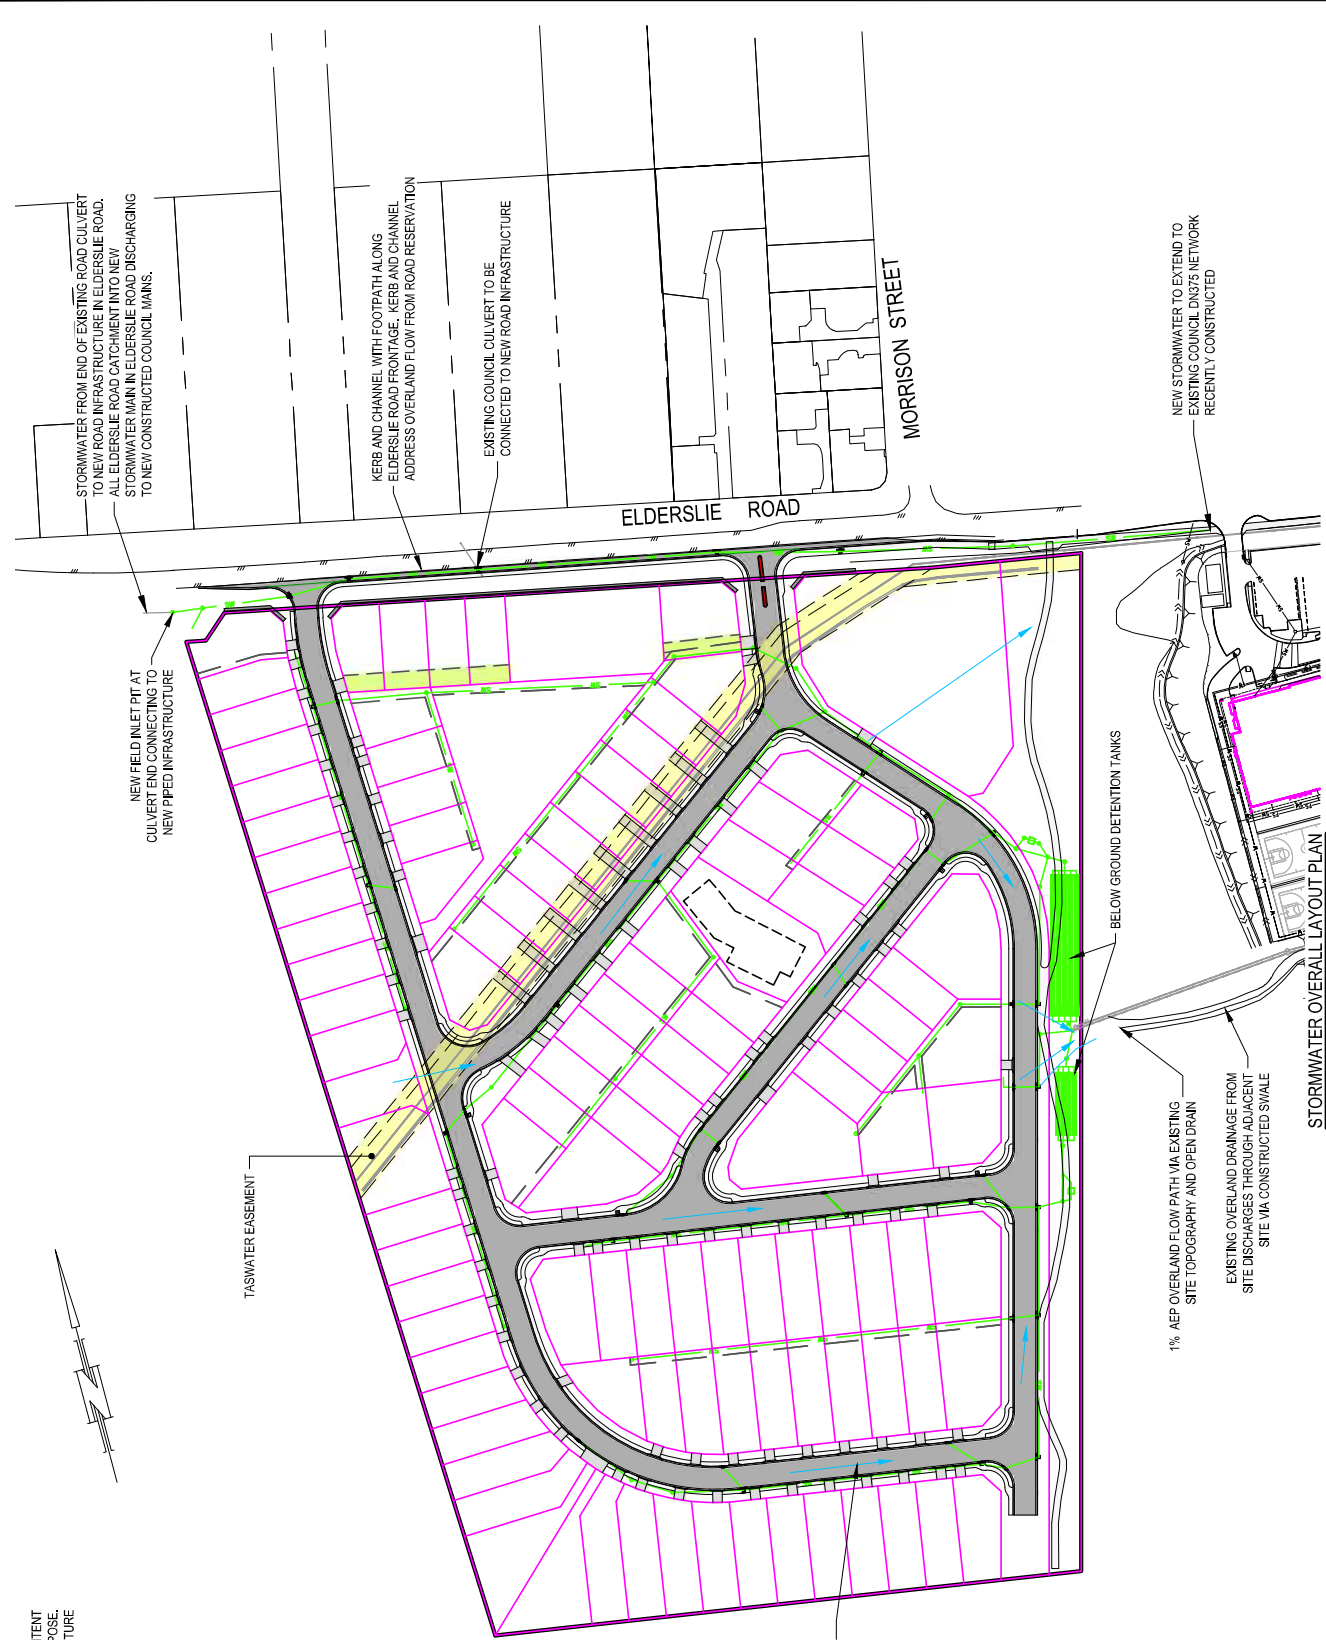 STORMWATER FROM END OF EXISTING ROAD CULVERT
TO NEW ROAD INFRASTRUCTURE IN ELDERSLIE ROAD.
ALL ELDERSLIE ROAD CATCHMENT INTO NEW
STORMWATER MAIN IN ELDERSLIE ROAD DISCHARGING
TO NEW CONSTRUCTED COUNCIL MAINS.
KERB AND CHANNEL WITH FOOTPATH ALONG
ELDERSLIE ROAD FRONTAGE. KERB AND CHANNEL
ADDRESS OVERLAND FLOW FROM ROAD RESERVATION
EXISTING COUNCIL CULVERT TO BE
CONNECTED TO NEW ROAD INFRASTRUCTURE
MORRISON STREET
ELDERSLIE ROAD
NEW STORMWATER TO EXTEND TO
EXISTING COUNCIL DN375 NETWORK
RECENTLY CONSTRUCTED
NEW FIELD INLET PIT AT
CULVERT END CONNECTING TO
NEW PIPED INFRASTRUCTURE
BELOW GROUND DETENTION TANKS
TASWATER EASEMENT
1% AEP OVERLAND FLOW PATH VIA EXISTING
SITE TOPOGRAPHY AND OPEN DRAIN
EXISTING OVERLAND DRAINAGE FROM
SITE DISCHARGES THROUGH ADJACENT
SITE VIA CONSTRUCTED SWALE
STORMWATER OVERALL LAYOUT PLAN
ITENT
POSE.
TURE